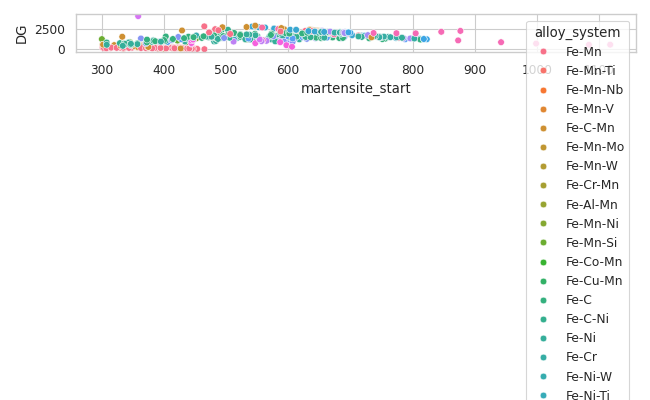 DG
2500
0
300
400
500
600
700
800
900
1000
martensite_start
alloy_system
Fe-Mn
Fe-Mn-Ti
Fe-Mn-Nb
Fe-Mn-V
Fe-C-Mn
Fe-Mn-Mo
Fe-Mn-W
Fe-Cr-Mn
Fe-Al-Mn
Fe-Mn-Ni
Fe-Mn-Si
Fe-Co-Mn
Fe-Cu-Mn
Fe-C
Fe-C-Ni
Fe-Ni
Fe-Cr
Fe-Ni-W
Fe-Ni-Ti